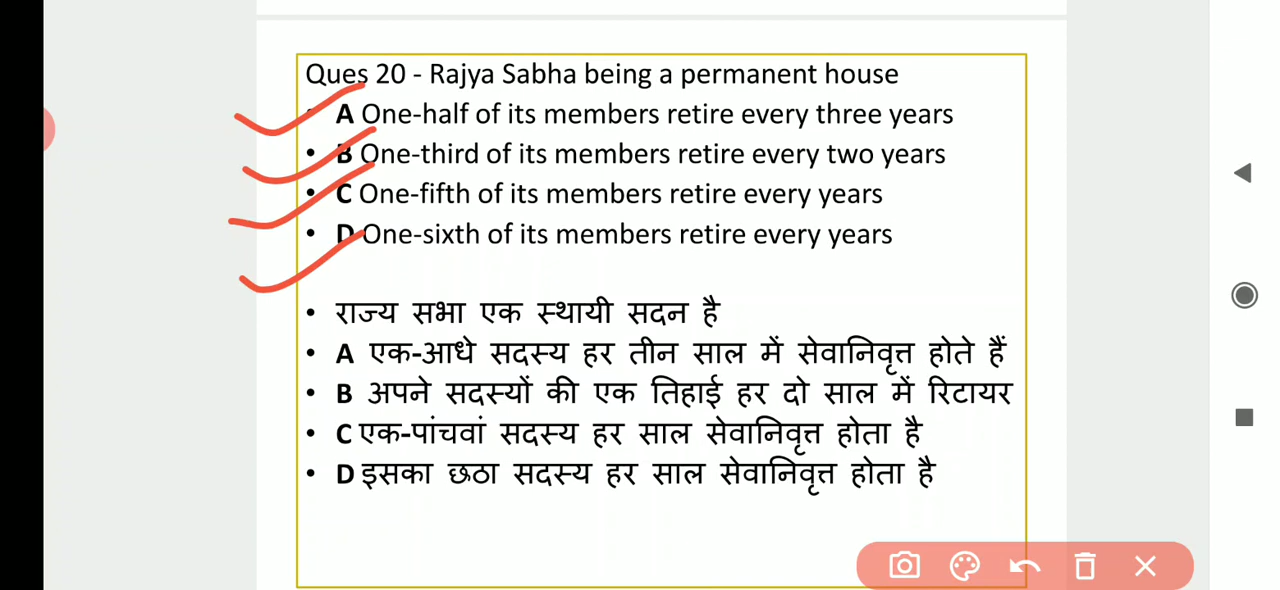 Ques 20 - Rajya Sabha being a permanent house
• A One-half of its members retire every three years
• B One-third of its members retire every two years
• C One-fifth of its members retire every years
• D One-sixth of its members retire every years
• राज्य सभा एक स्थायी सदन है
• A एक-आधे सदस्य हर तीन साल में सेवानिवृत्त होते हैं
• B अपने सदस्यों की एक तिहाई हर दो साल में रिटायर
• C एक-पांचवां सदस्य हर साल सेवानिवृत्त होता है
• D इसका छठा सदस्य हर साल सेवानिवृत्त होता है